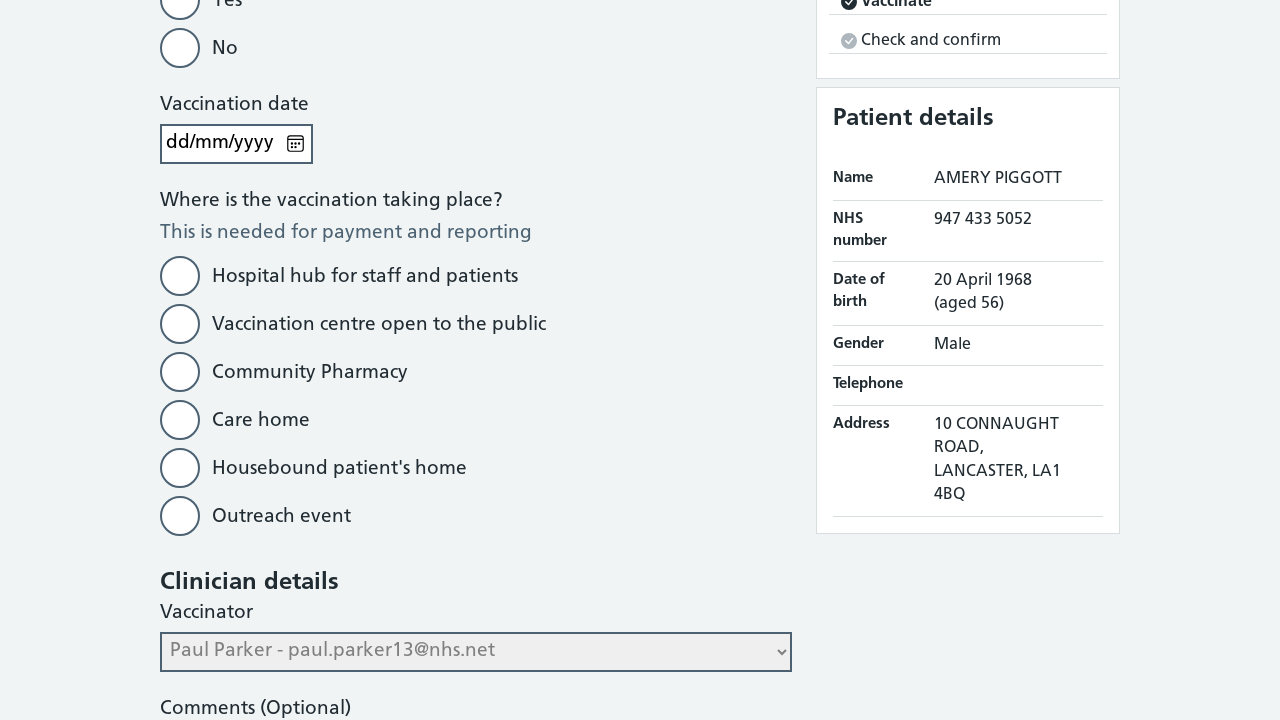 Yes
No
Vaccination date
dd/mm/yyyy
Where is the vaccination taking place?
This is needed for payment and reporting
Hospital hub for staff and patients
Vaccination centre open to the public
Community Pharmacy
Care home
Housebound patient's home
Outreach event
Clinician details
Vaccinator
Paul Parker - paul.parker13@nhs.net
Comments (Optional)
Vaccinate
Check and confirm
Patient details
Name AMERY PIGGOTT
NHS number 947 433 5052
Date of birth 20 April 1968 (aged 56)
Gender Male
Telephone
Address 10 CONNAUGHT
ROAD,
LANCASTER, LA1
4BQ